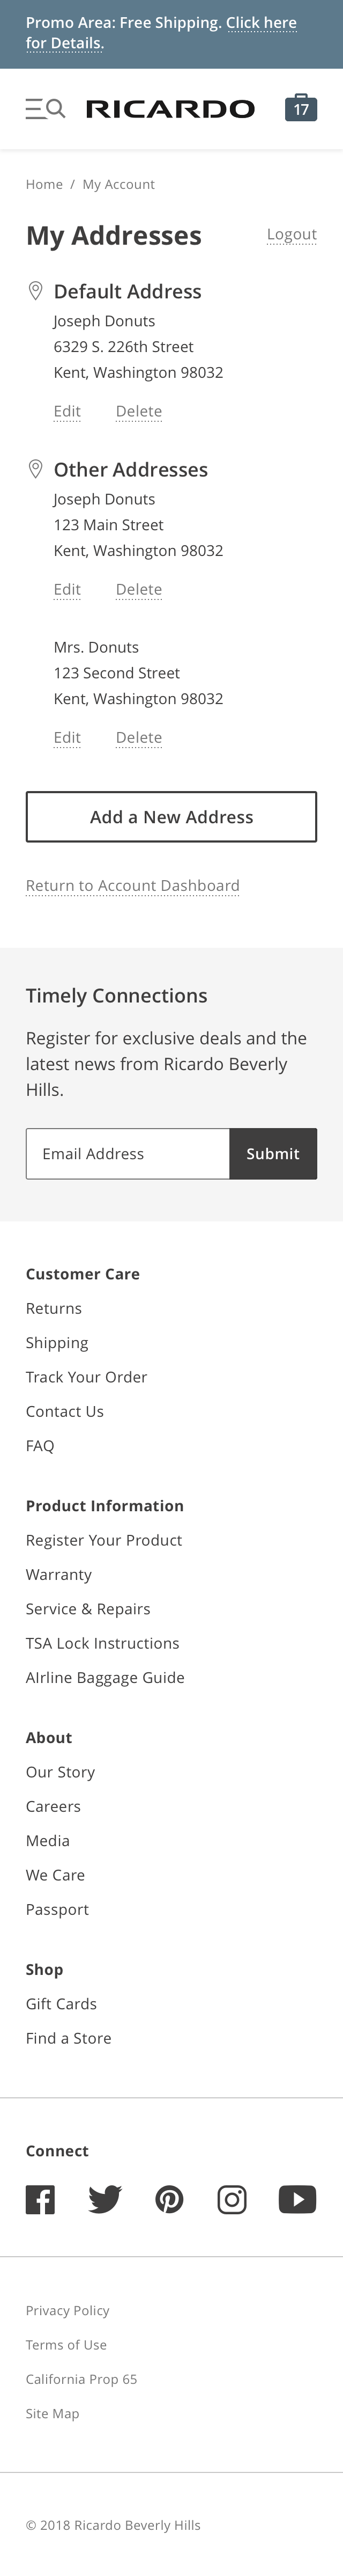 Promo Area: Free Shipping. Click here
for Details.
RICARDO
17
Home / My Account
My Addresses
Logout
Default Address
Joseph Donuts
6329 S. 226th Street
Kent, Washington 98032
Edit Delete
Other Addresses
Joseph Donuts
123 Main Street
Kent, Washington 98032
Edit Delete
Mrs. Donuts
123 Second Street
Kent, Washington 98032
Edit Delete
Add a New Address
Return to Account Dashboard
Timely Connections
Register for exclusive deals and the
latest news from Ricardo Beverly
Hills.
Email Address
Submit
Customer Care
Returns
Shipping
Track Your Order
Contact Us
FAQ
Product Information
Register Your Product
Warranty
Service & Repairs
TSA Lock Instructions
AIrline Baggage Guide
About
Our Story
Careers
Media
We Care
Passport
Shop
Gift Cards
Find a Store
Connect
Privacy Policy
Terms of Use
California Prop 65
Site Map
© 2018 Ricardo Beverly Hills